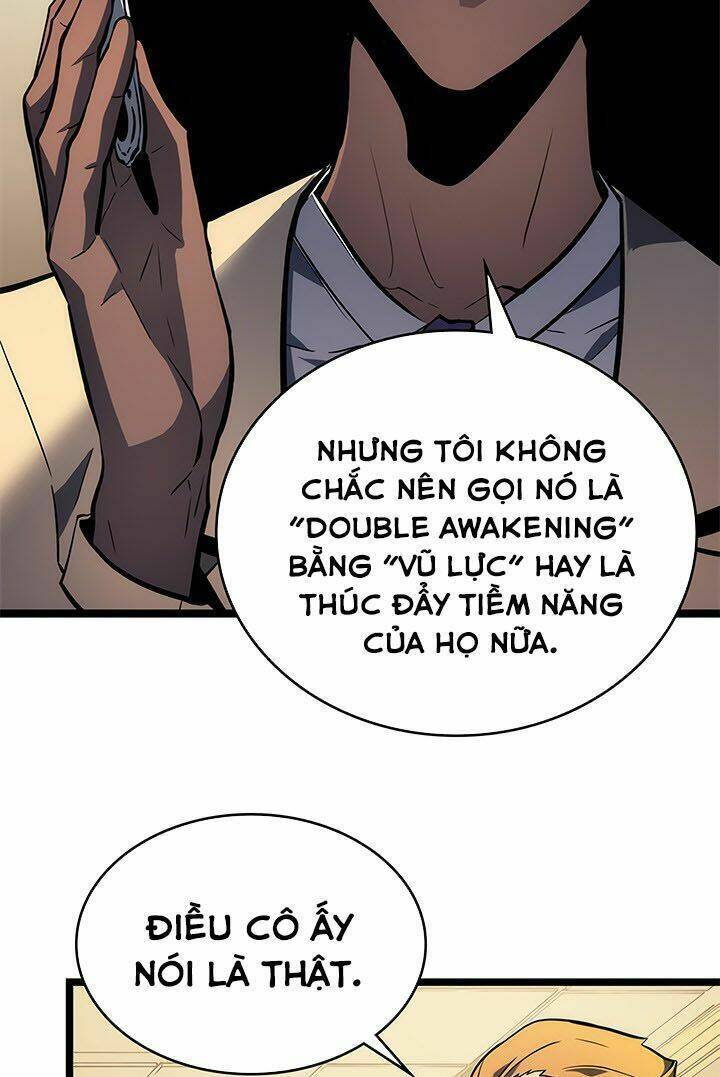 NHƯNG TÔI KHÔNG
CHẮC NÊN GỌI NÓ LÀ
"DOUBLE AWAKENING"
BẰNG "VŨ LỰC" HAY LÀ
THÚC ĐẨY TIỀM NĂNG
CỦA HỌ NỮA.
ĐIỀU CÔ ẤY
NÓI LÀ THẬT.